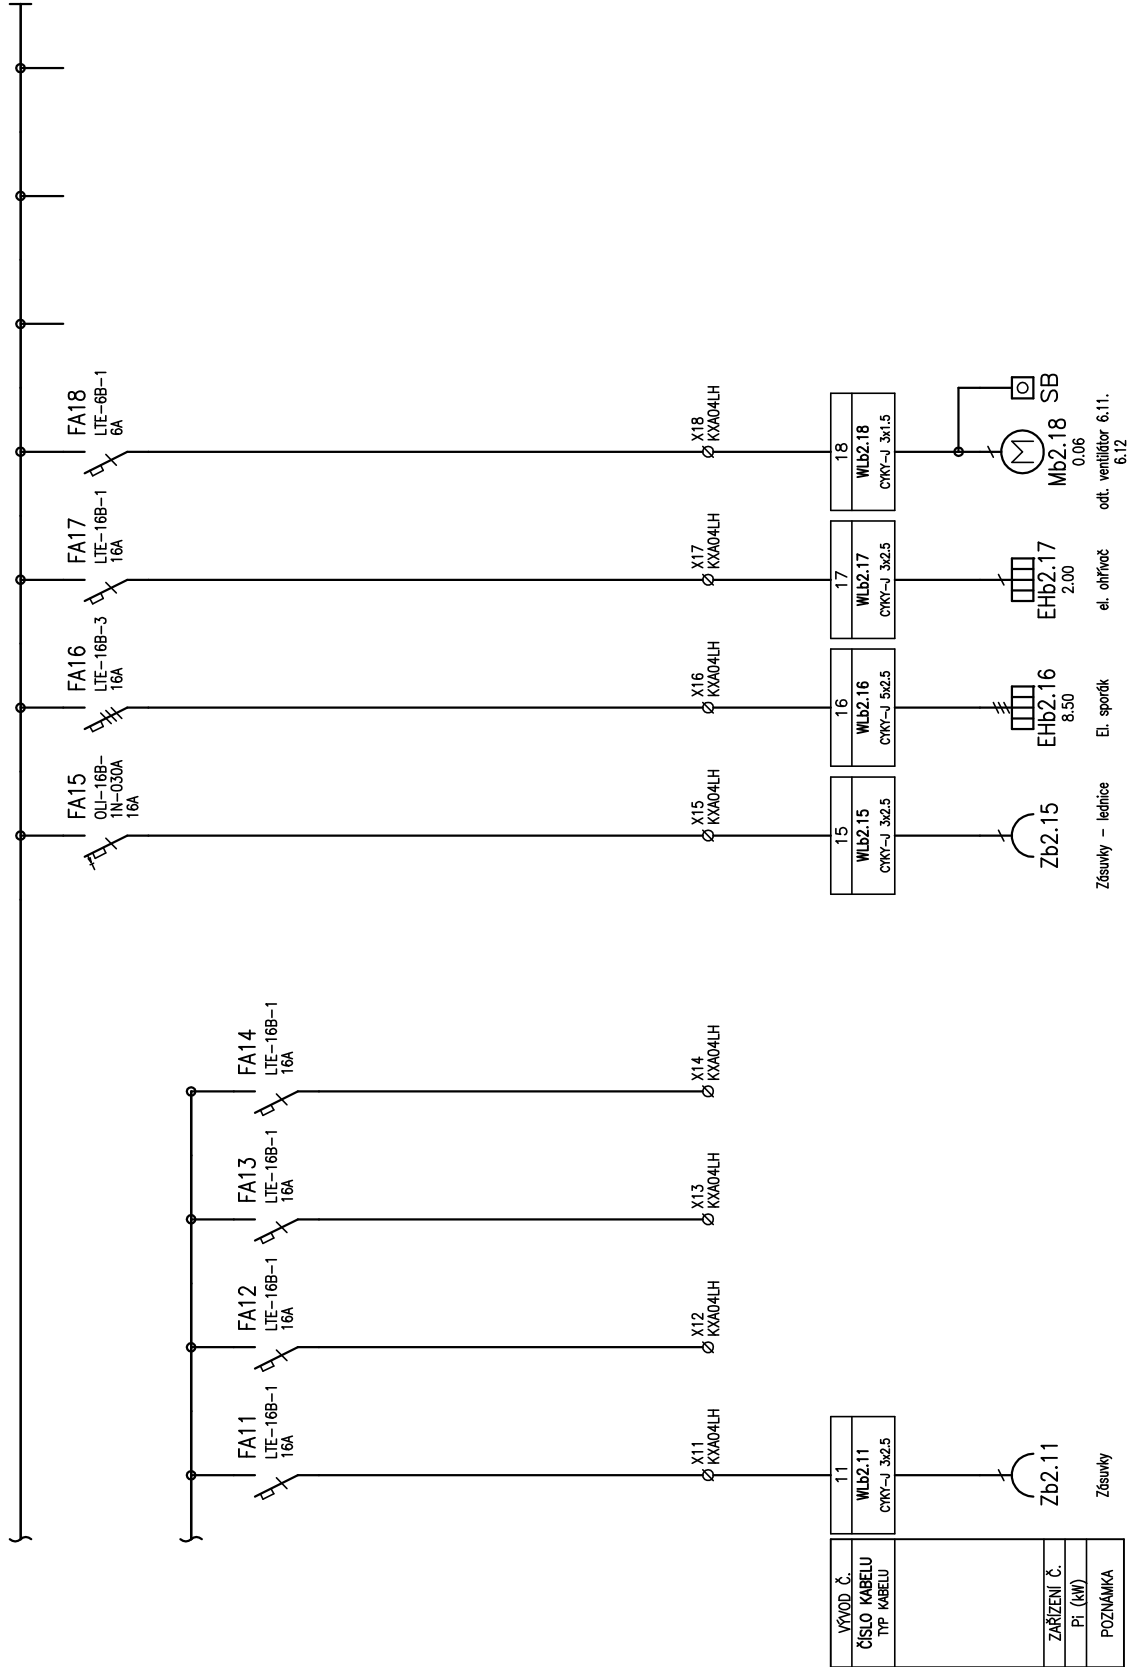 FA11
LTE-16B-1
16A
FA12
LTE-16B-1
16A
FA13
LTE-16B-1
16A
FA14
LTE-16B-1
16A
FA15
OLI-16B-
1N-030A
16A
FA16
LTE-16B-3
16A
FA17
LTE-16B-1
16A
FA18
LTE-6B-1
6A
X11
KXA04LH
X12
KXA04LH
X13
KXA04LH
X14
KXA04LH
X15
KXA04LH
X16
KXA04LH
X17
KXA04LH
X18
KXA04LH
VÝVOD Č.
ČÍSLO KABELU
TYP KABELU
11
WLb2.11
CYKY-J 3x2.5
15
WLb2.15
CYKY-J 3x2.5
16
WLb2.16
CYKY-J 5x2.5
17
WLb2.17
CYKY-J 3x2.5
18
WLb2.18
CYKY-J 3x1.5
M
SB
ZAŘÍZENÍ Č.
Pi (kW)
POZNÁMKA
Zb2.11
Zásuvky
Zb2.15
Zásuvky - lednice
EHb2.16
8.50
El. sporák
EHb2.17
2.00
el. ohřívač
Mb2.18
0.06
odt. ventilátor 6.11.
6.12